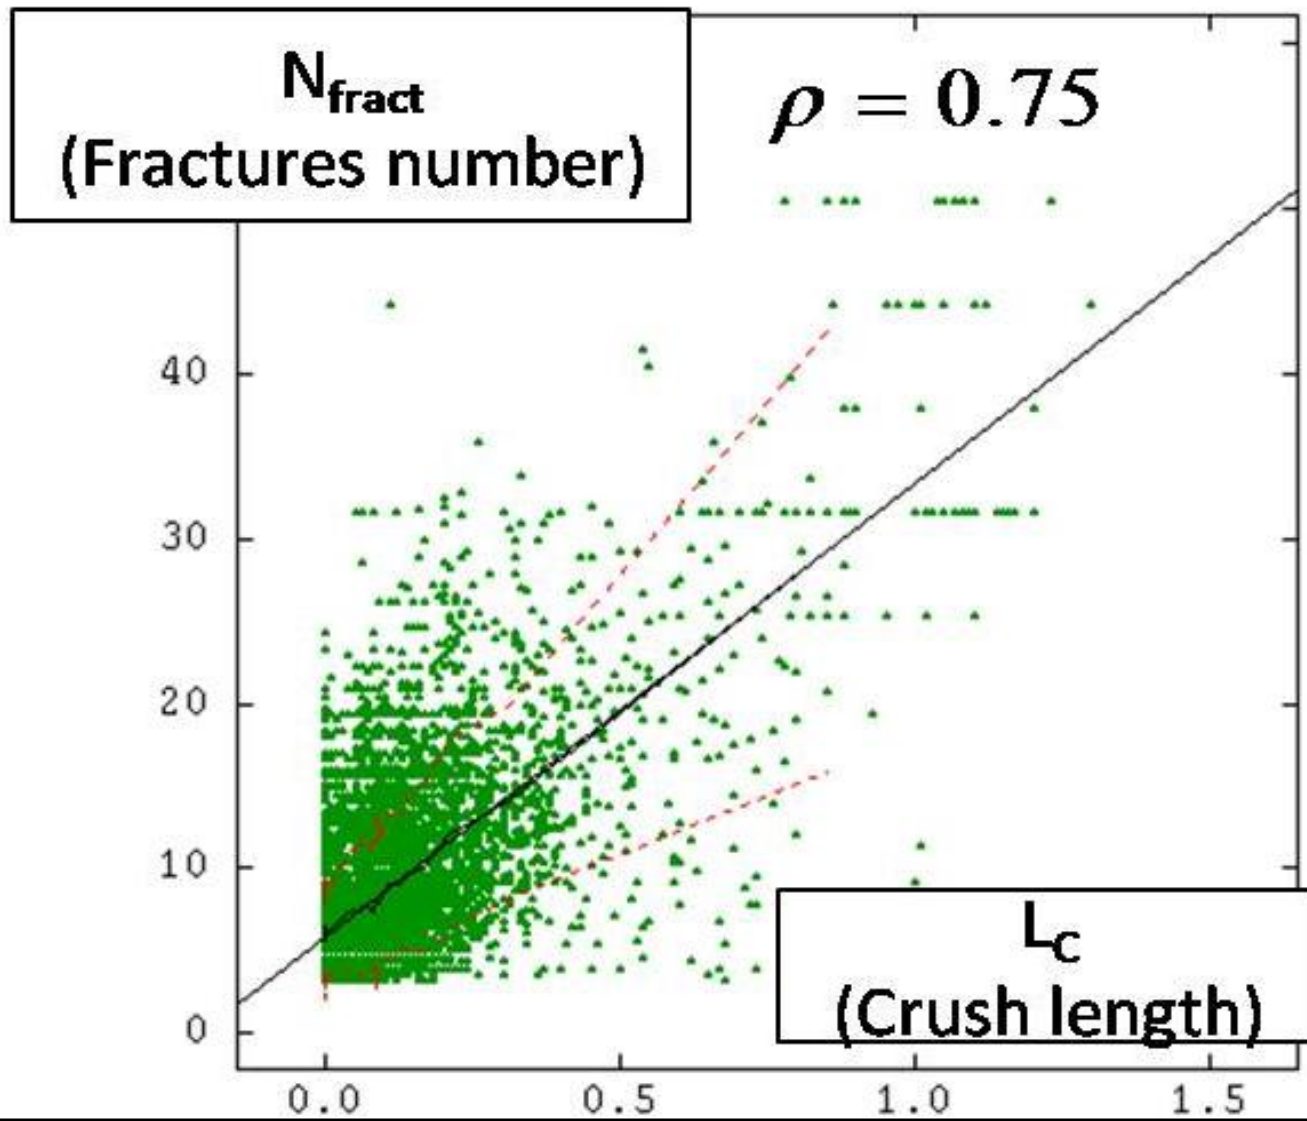 N_fract
(Fractures number)
ρ = 0.75
40
30
20
10
0
L_C
(Crush length)
0.0 0.5 1.0 1.5